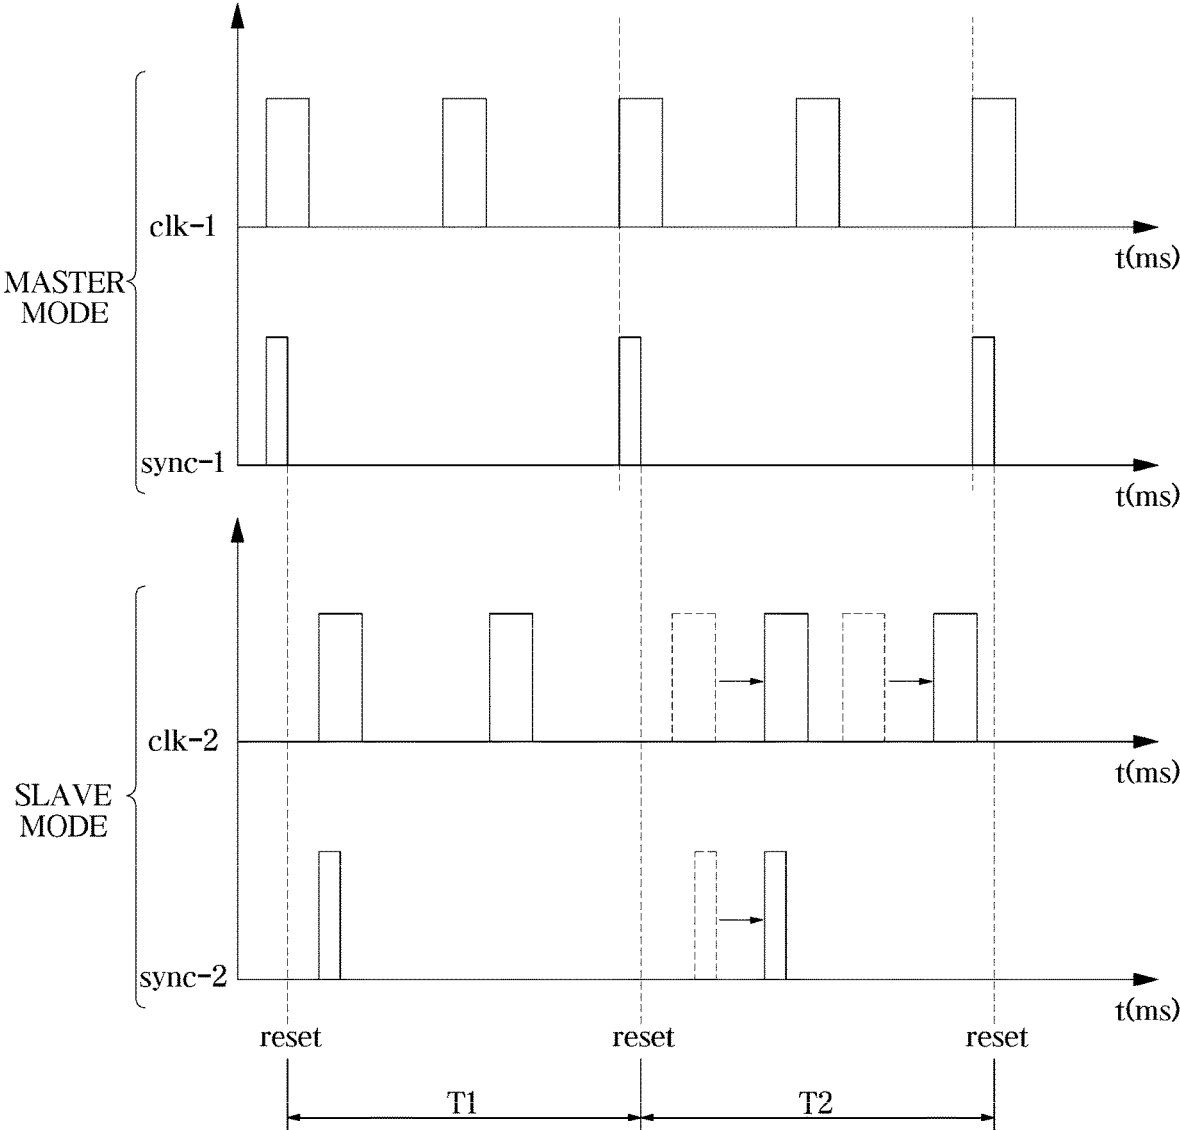 clk-1
t(ms)
MASTER
MODE
sync-1
t(ms)
clk-2
t(ms)
SLAVE
MODE
sync-2
t(ms)
reset
reset
reset
T1
T2